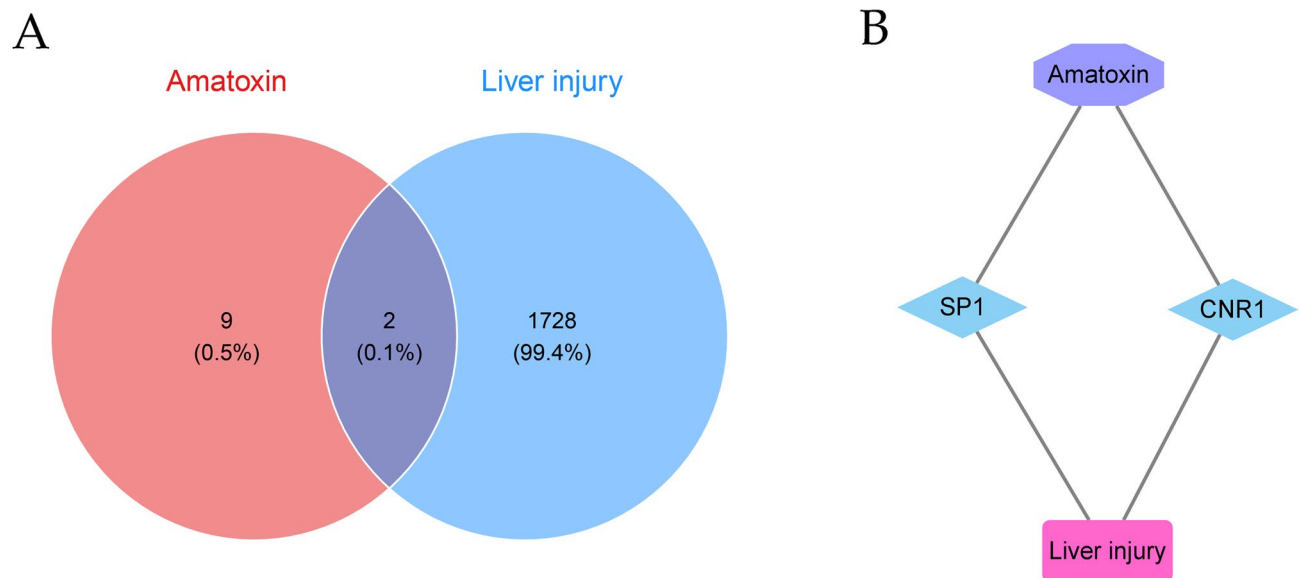 A
Amatoxin
Liver injury
9
(0.5%)
2
(0.1%)
1728
(99.4%)
B
Amatoxin
SP1
CNR1
Liver injury